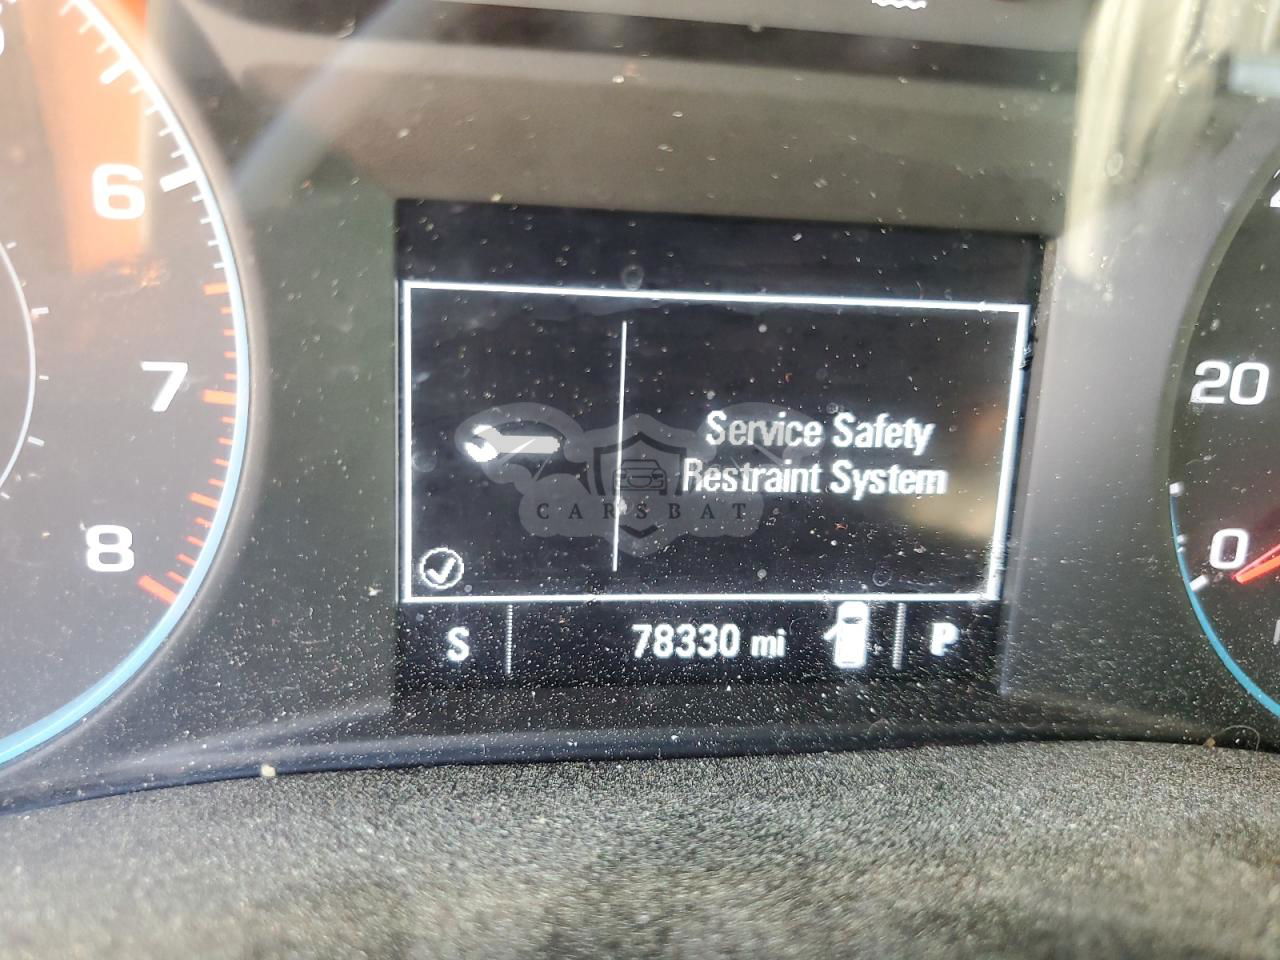 6
7
8
Service Safety
Restraint System
CARSBAT
S
78330 mi
P
20
0